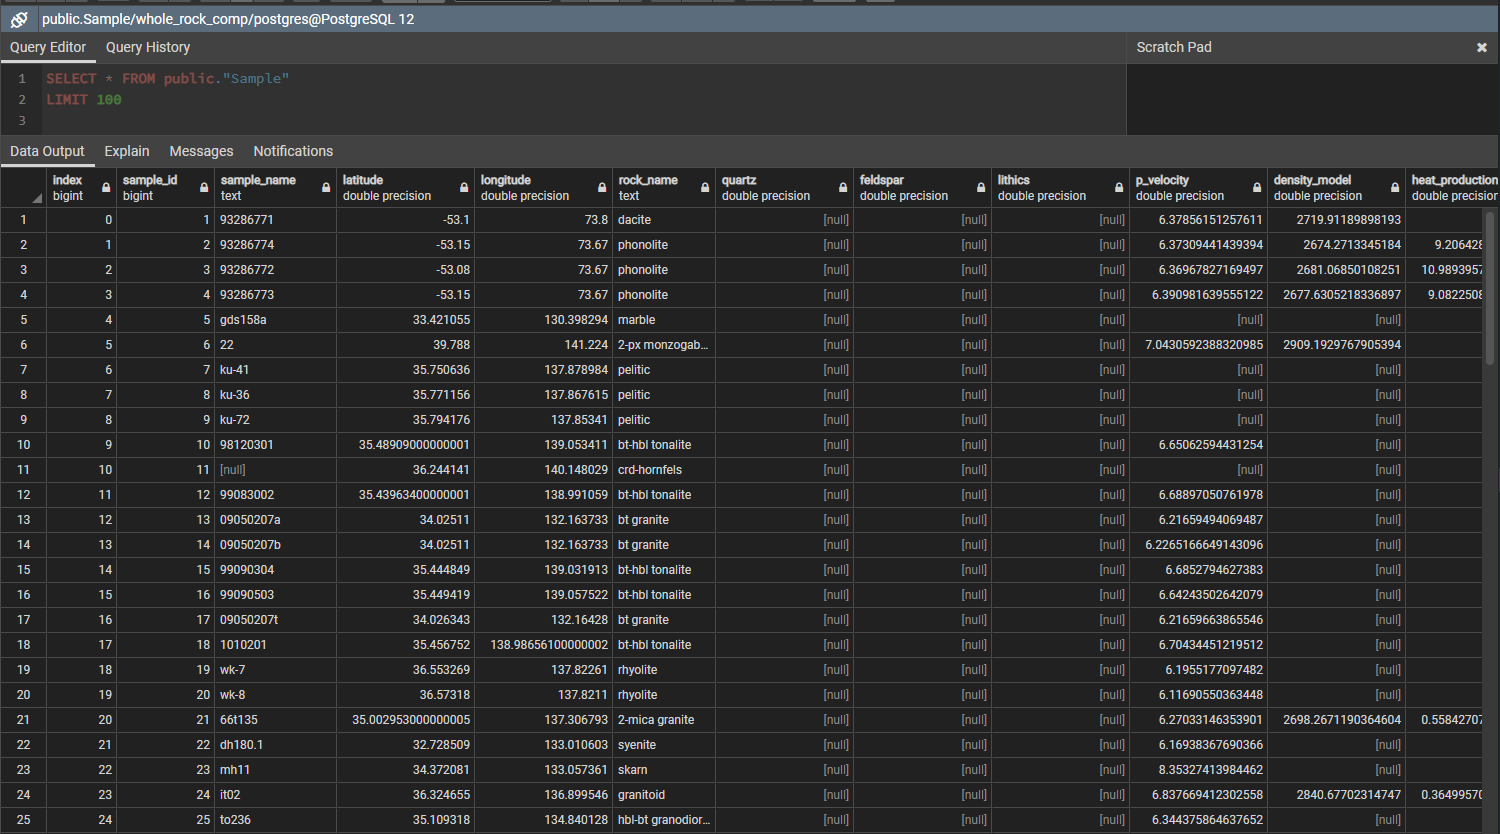 public.Sample/whole_rock_comp/postgres@PostgreSQL 12
Query Editor Query History Scratch Pad
1 SELECT * FROM public."Sample"
2 LIMIT 100
3
Data Output Explain Messages Notifications
index sample_id sample_name latitude longitude rock_name quartz feldspar lithics p_velocity density_model heat_production
bigint bigint text double precision double precision text double precision double precision double precision double precision double precision double precision
1 0 1 93286771 -53.1 73.8 dacite [null] [null] [null] 6.37856151257611 2719.91189898193
2 1 2 93286774 -53.15 73.67 phonolite [null] [null] [null] 6.37309441439394 2674.2713345184 9.206428
3 2 3 93286772 -53.08 73.67 phonolite [null] [null] [null] 6.36967827169497 2681.06850108251 10.9893957
4 3 4 93286773 -53.15 73.67 phonolite [null] [null] [null] 6.390981639555122 2677.6305218336897 9.0822508
5 4 5 gds158a 33.421055 130.398294 marble [null] [null] [null] [null] [null]
6 5 6 22 39.788 141.224 2-px monzogab... [null] [null] [null] 7.0430592388320985 2909.1929767905394
7 6 7 ku-41 35.750636 137.878984 pelitic [null] [null] [null] [null] [null]
8 7 8 ku-36 35.771156 137.867615 pelitic [null] [null] [null] [null] [null]
9 8 9 ku-72 35.794176 137.85341 pelitic [null] [null] [null] [null] [null]
10 9 10 98120301 35.48909000000001 139.053411 bt-hbl tonalite [null] [null] [null] 6.65062594431254 [null]
11 10 11 [null] 36.244141 140.148029 crd-hornfels [null] [null] [null] [null] [null]
12 11 12 99083002 35.43963400000001 138.991059 bt-hbl tonalite [null] [null] [null] 6.68897050761978 [null]
13 12 13 09050207a 34.02511 132.163733 bt granite [null] [null] [null] 6.21659494069487 [null]
14 13 14 09050207b 34.02511 132.163733 bt granite [null] [null] [null] 6.2265166649143096 [null]
15 14 15 99090304 35.444849 139.031913 bt-hbl tonalite [null] [null] [null] 6.6852794627383 [null]
16 15 16 99090503 35.449419 139.057522 bt-hbl tonalite [null] [null] [null] 6.64243502642079 [null]
17 16 17 09050207t 34.026343 132.16428 bt granite [null] [null] [null] 6.21659663865546 [null]
18 17 18 1010201 35.456752 138.98656100000002 bt-hbl tonalite [null] [null] [null] 6.70434451219512 [null]
19 18 19 wk-7 36.553269 137.82261 rhyolite [null] [null] [null] 6.1955177097482 [null]
20 19 20 wk-8 36.57318 137.8211 rhyolite [null] [null] [null] 6.11690550363448 [null]
21 20 21 66t135 35.002953000000005 137.306793 2-mica granite [null] [null] [null] 6.27033146353901 2698.2671190364604 0.55842707
22 21 22 dh180.1 32.728509 133.010603 syenite [null] [null] [null] 6.16938367690366 [null]
23 22 23 mh11 34.372081 133.057361 skarn [null] [null] [null] 8.35327413984462 [null]
24 23 24 it02 36.324655 136.899546 granitoid [null] [null] [null] 6.837669412302558 2840.67702314747 0.36499570
25 24 25 to236 35.109318 134.840128 hbl-bt granodior... [null] [null] [null] 6.344375864637652 [null]